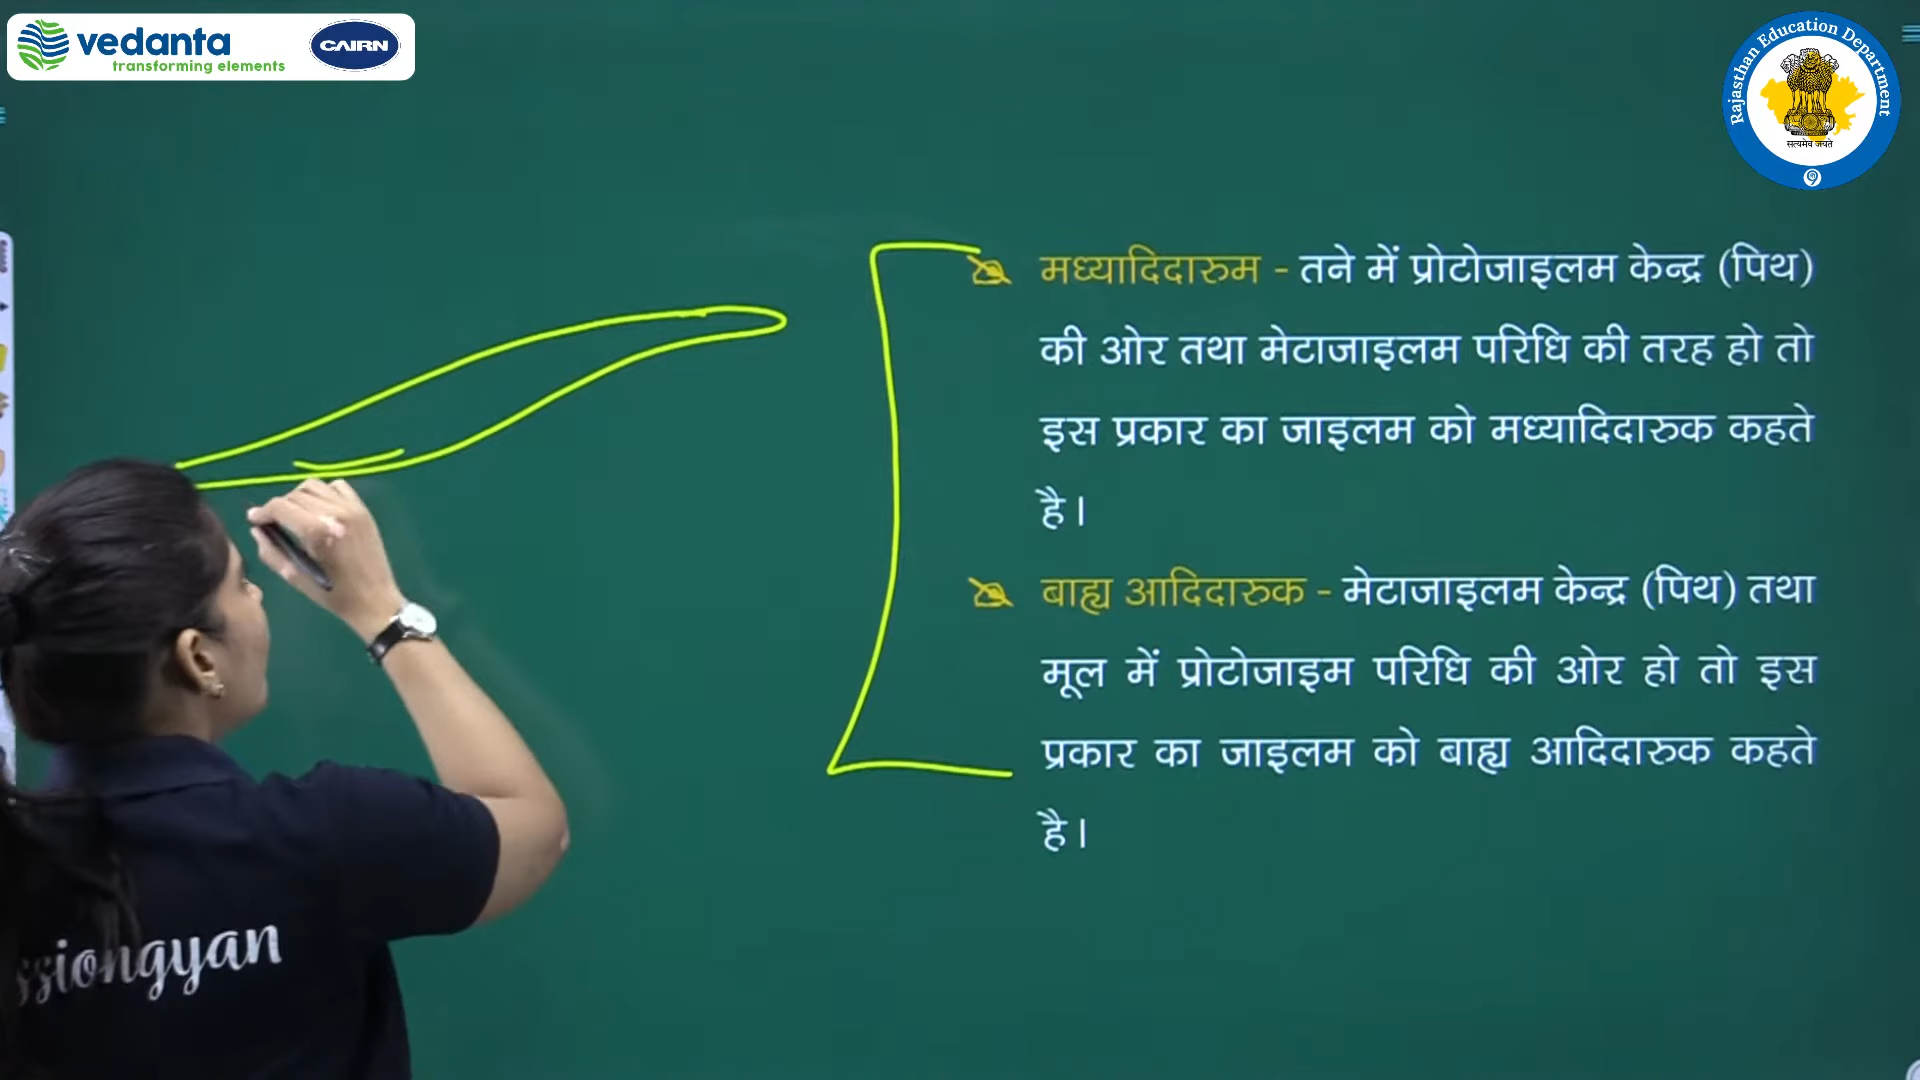 vedanta
transforming elements
CAIRN
Rajasthan Education Department
सत्यमेव जयते
मध्यादिदारुम - तने में प्रोटोजाइलम केन्द्र (पिथ)
की ओर तथा मेटाजाइलम परिधि की तरह हो तो
इस प्रकार का जाइलम को मध्यादिदारुक कहते
है।
बाह्य आदिदारुक - मेटाजाइलम केन्द्र (पिथ) तथा
मूल में प्रोटोजाइम परिधि की ओर हो तो इस
प्रकार का जाइलम को बाह्य आदिदारुक कहते
है।
ssiongyan